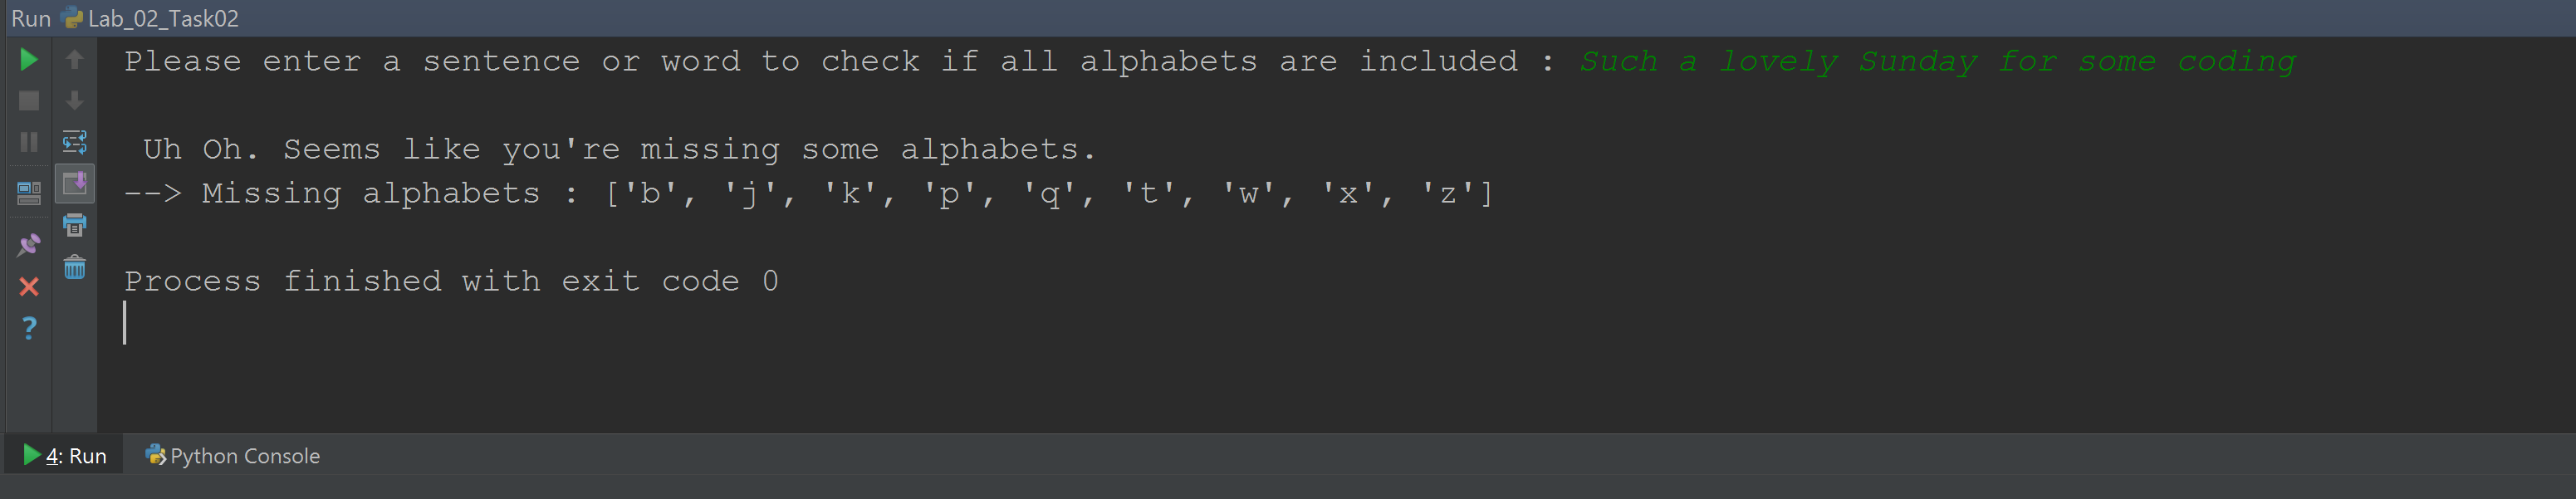 Run Lab_02_Task02
Please enter a sentence or word to check if all alphabets are included : Such a lovely Sunday for some coding
Uh Oh. Seems like you're missing some alphabets.
--> Missing alphabets : ['b', 'j', 'k', 'p', 'q', 't', 'w', 'x', 'z']
Process finished with exit code 0
4: Run Python Console